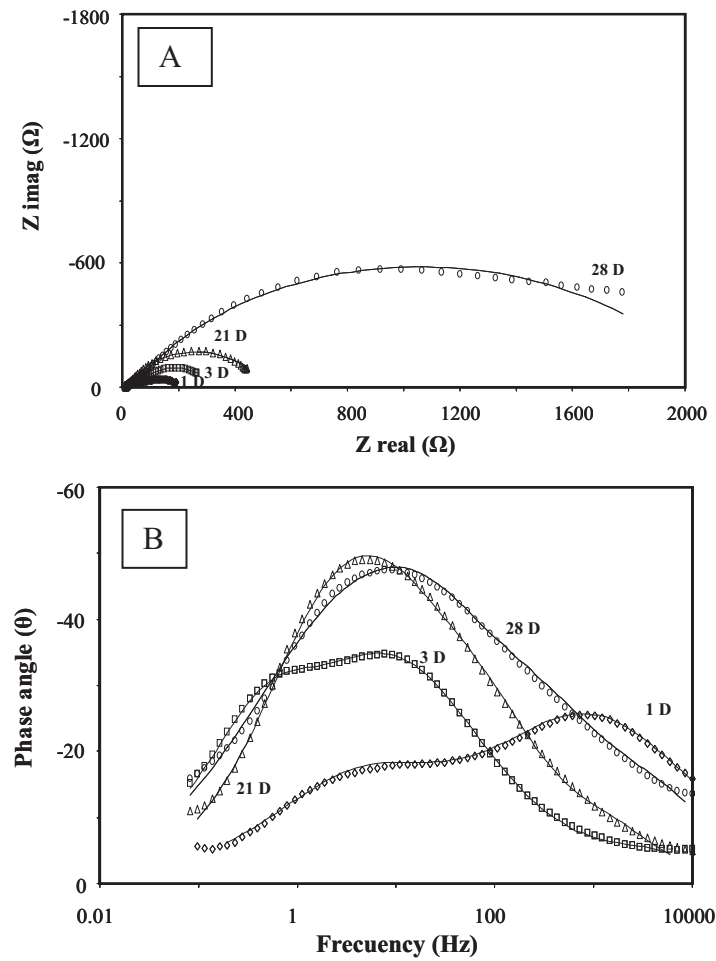 A
-1800
-1200
-600
0
Z imag (Ω)
28 D
21 D
3 D
1 D
0 400 800 1200 1600 2000
Z real (Ω)
B
-60
-40
-20
0
Phase angle (θ)
28 D
3 D
1 D
21 D
0.01 1 100 10000
Frecuency (Hz)